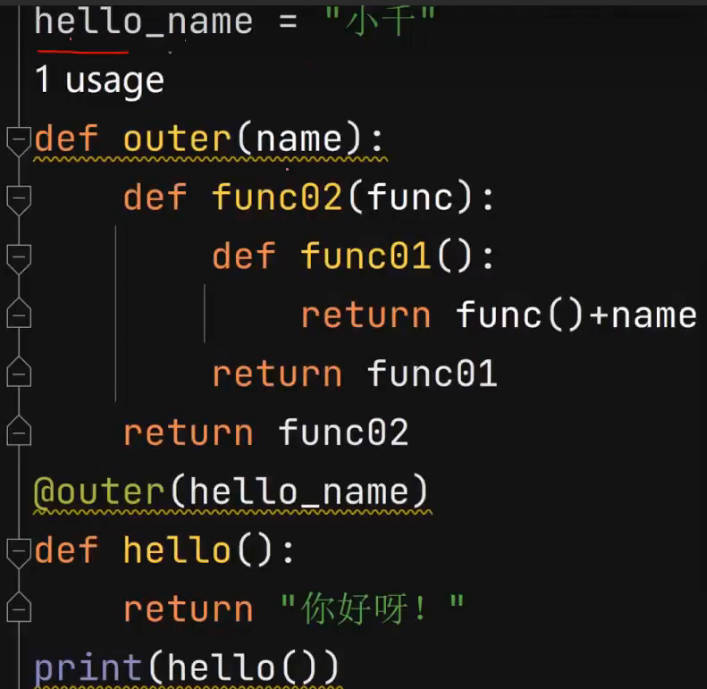 hello_name = "小千"
1 usage
def outer(name):
    def func02(func):
        def func01():
            return func()+name
        return func01
    return func02
@outer(hello_name)
def hello():
    return "你好呀！"
print(hello())